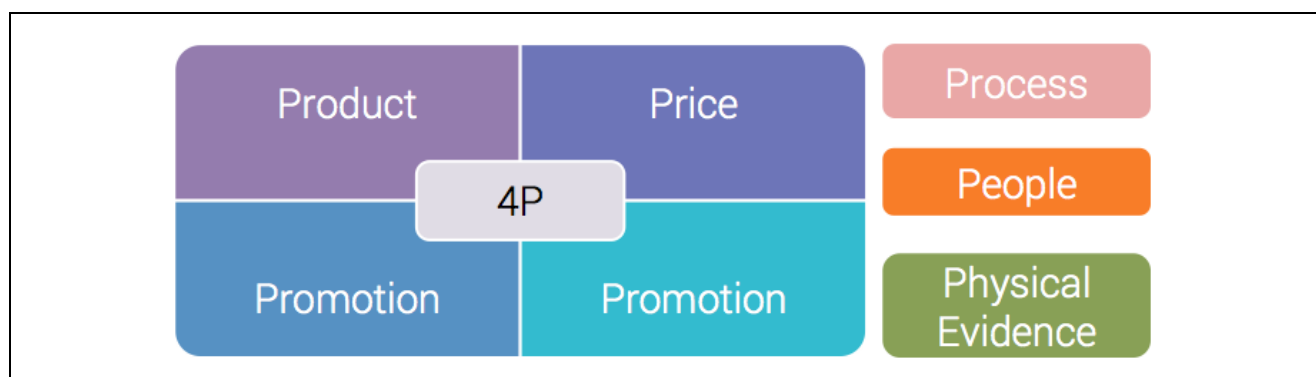 Product
Price
4P
Promotion
Promotion
Process
People
Physical
Evidence